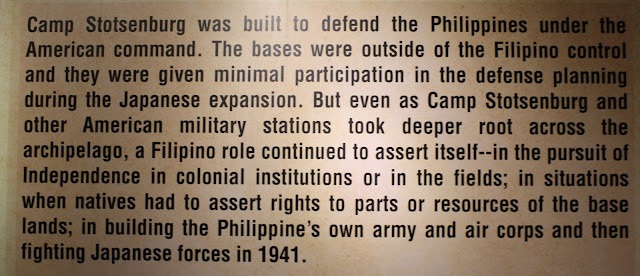 Camp Stotsenburg was built to defend the Philippines under the
American command. The bases were outside of the Filipino control
and they were given minimal participation in the defense planning
during the Japanese expansion. But even as Camp Stotsenburg and
other American military stations took deeper root across the
archipelago, a Filipino role continued to assert itself--in the pursuit of
Independence in colonial institutions or in the fields; in situations
when natives had to assert rights to parts or resources of the base
lands; in building the Philippine's own army and air corps and then
fighting Japanese forces in 1941.